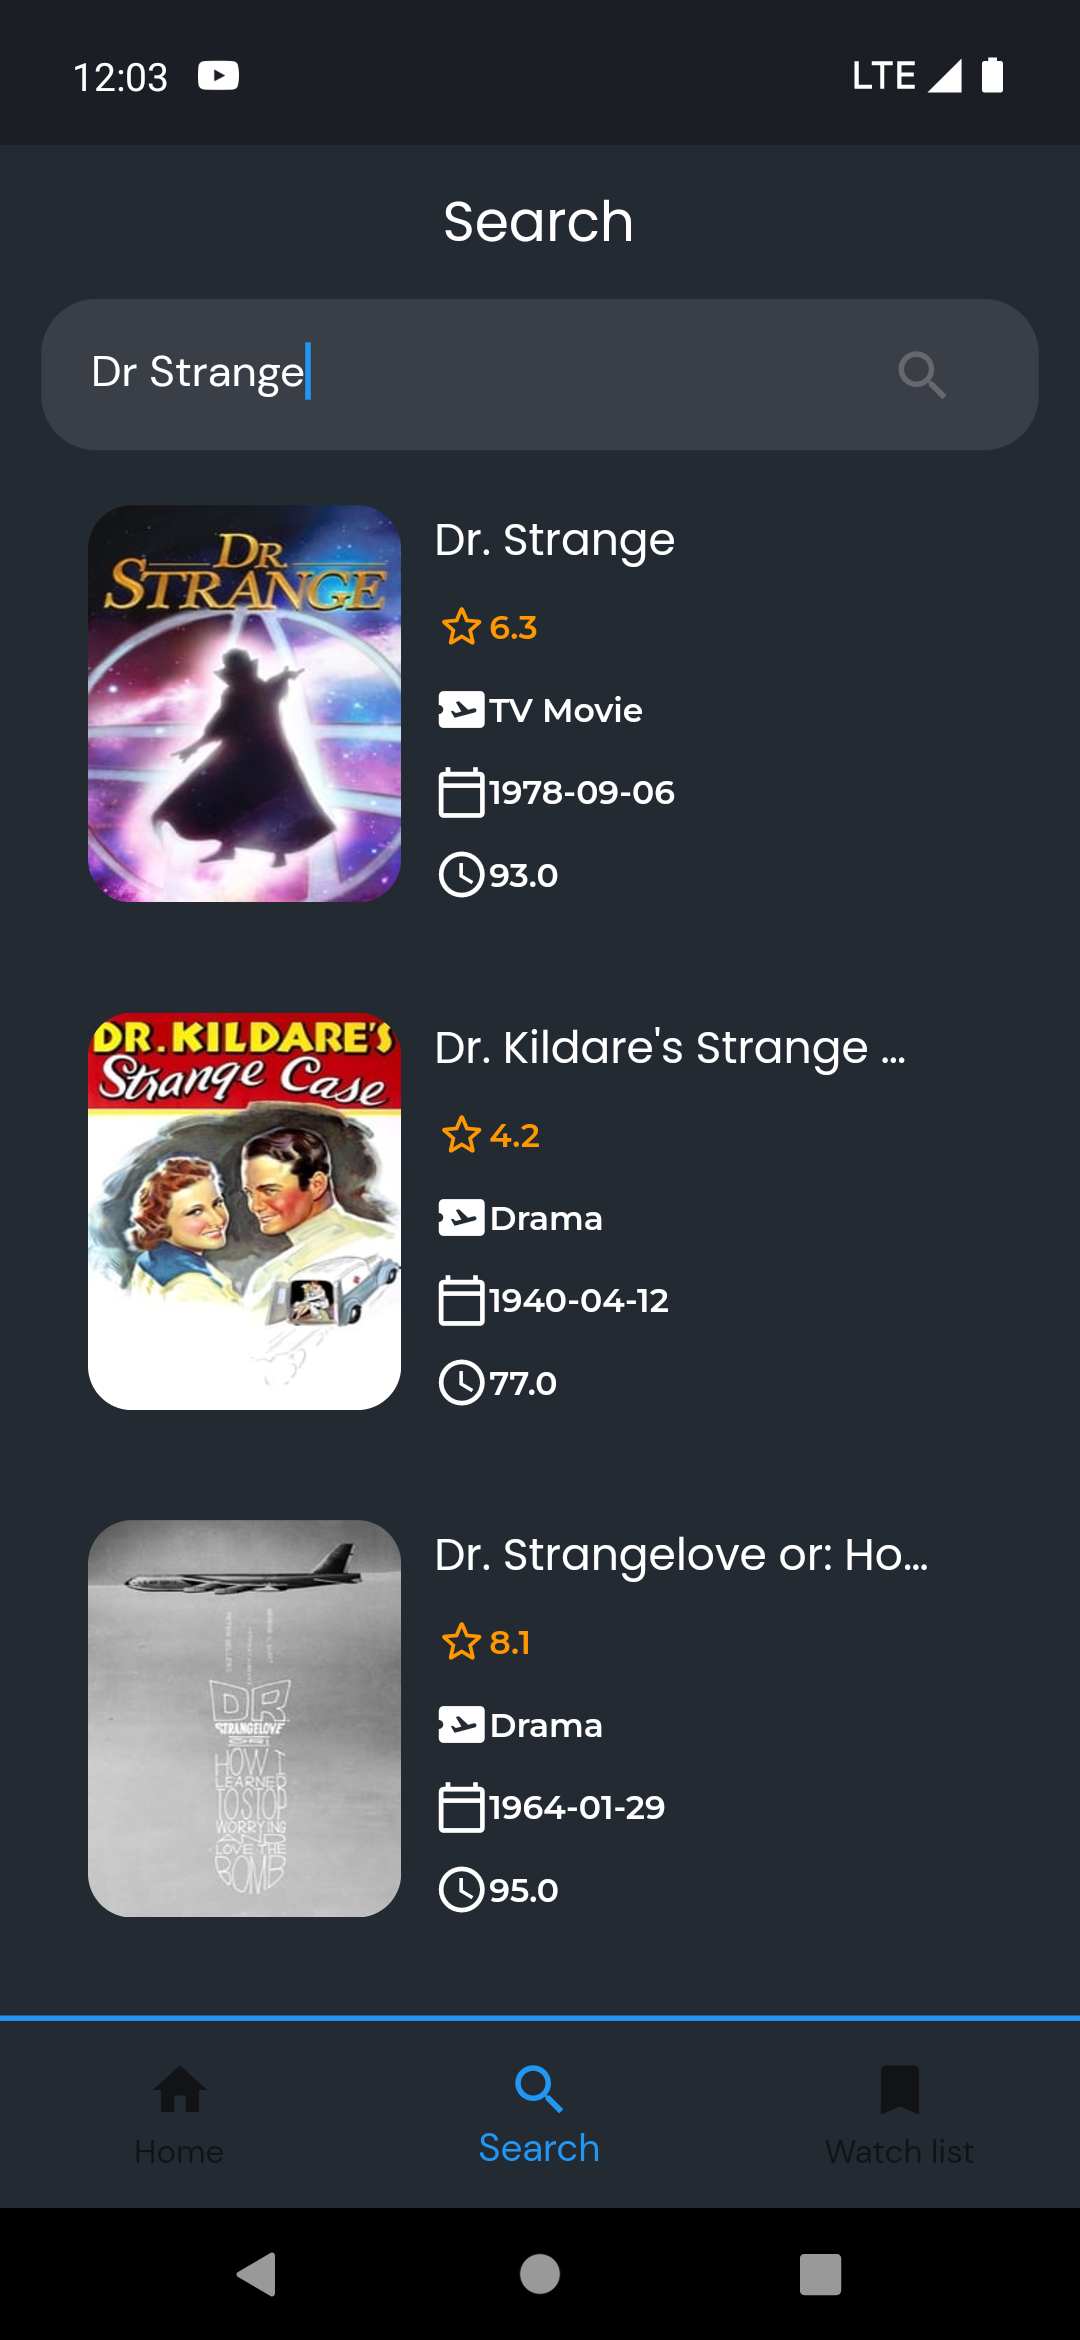 12:03
LTE
Search
Dr Strange
DR
STRANGE
Dr. Strange
6.3
TV Movie
1978-09-06
93.0
DR. KILDARE'S
Strange Case
Dr. Kildare's Strange ...
4.2
Drama
1940-04-12
77.0
DR
STRANGELOVE
OR:
HOW I
LEARNED
TO STOP
WORRYING
AND
LOVE THE
BOMB
Dr. Strangelove or: Ho...
8.1
Drama
1964-01-29
95.0
Home
Search
Watch list